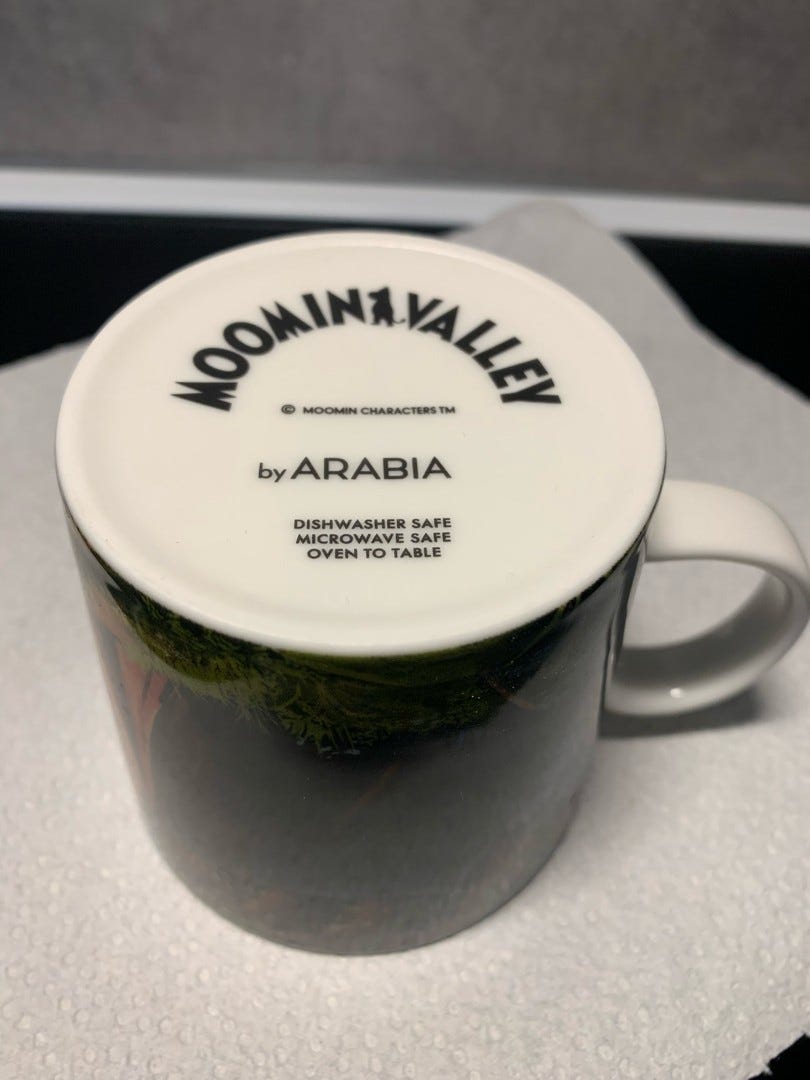 MOOMINVALLEY
© MOOMIN CHARACTERS TM
by ARABIA
DISHWASHER SAFE
MICROWAVE SAFE
OVEN TO TABLE